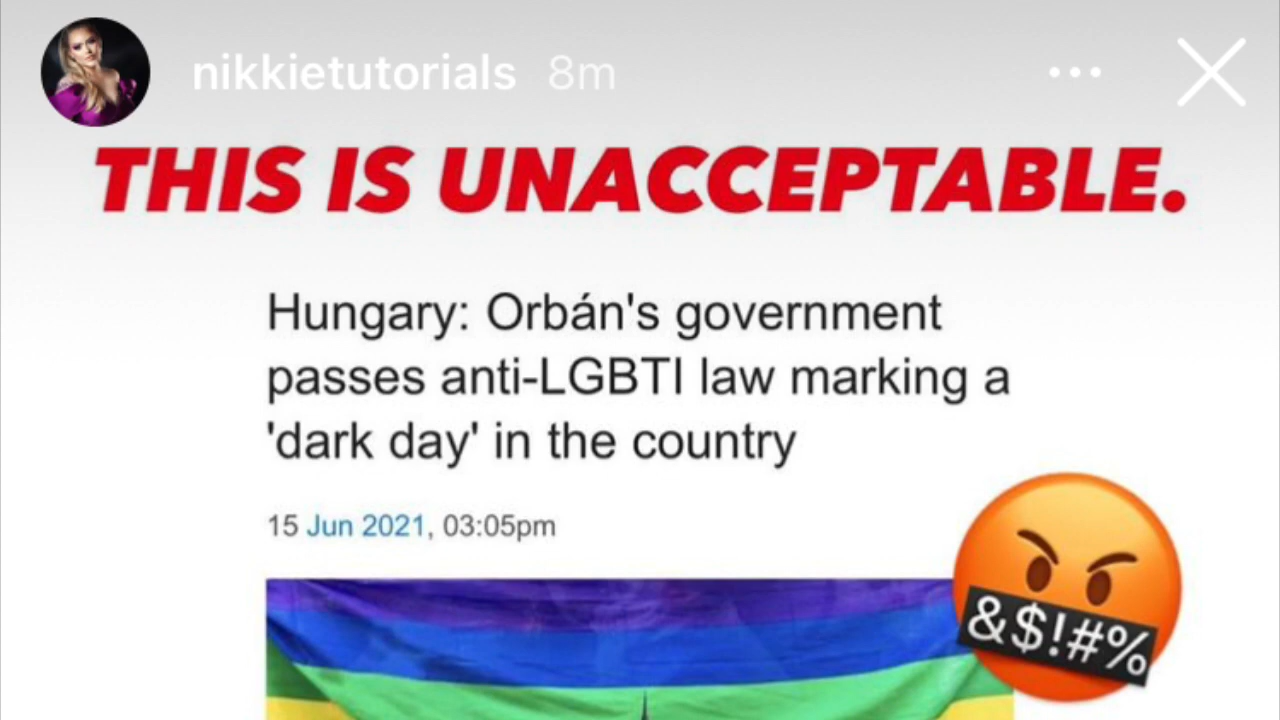 nikkietutorials 8m
THIS IS UNACCEPTABLE.
Hungary: Orbán's government
passes anti-LGBTI law marking a
'dark day' in the country
15 Jun 2021, 03:05pm
&$!#%